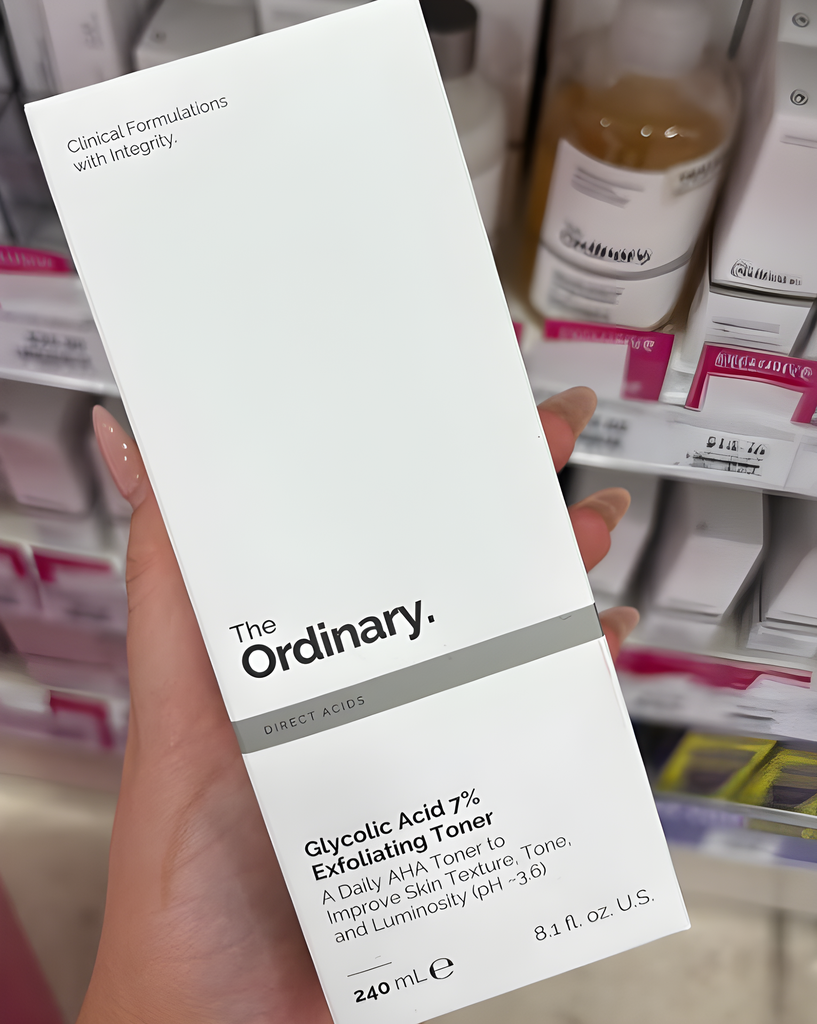 Clinical Formulations
with Integrity.
The
Ordinary.
DIRECT ACIDS
Glycolic Acid 7%
Exfoliating Toner
A Daily AHA Toner to
Improve Skin Texture, Tone,
and Luminosity (pH ~3.6)
240 mL ℮
8.1 fl. oz. U.S.